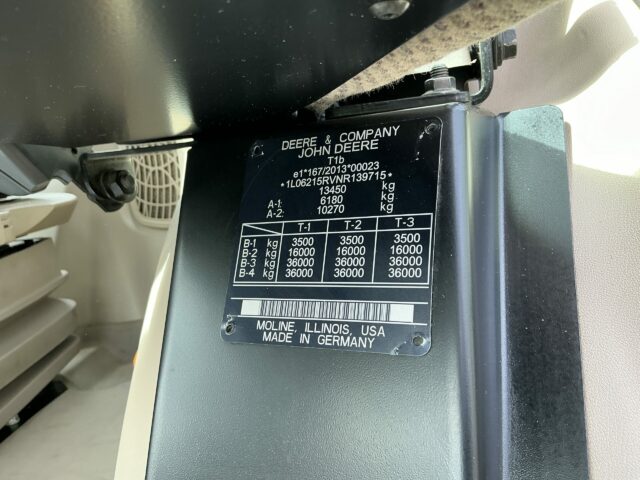 DEERE & COMPANY
JOHN DEERE
T1b
e1*167/2013*00023
*1L06215RVNR139715*
13450 kg
A-1: 6180 kg
A-2: 10270 kg
T-1 T-2 T-3
B-1 kg 3500 3500 3500
B-2 kg 16000 16000 16000
B-3 kg 36000 36000 36000
B-4 kg 36000 36000 36000
MOLINE, ILLINOIS, USA
MADE IN GERMANY